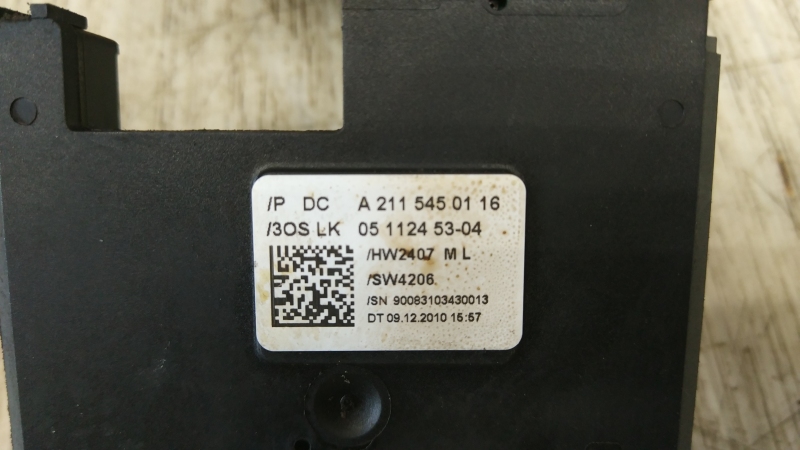 /P DC A 211 545 01 16
/3OS LK 05 1124 53-04
/HW2407 M L
/SW4206
/SN 90083103430013
DT 09.12.2010 15:57